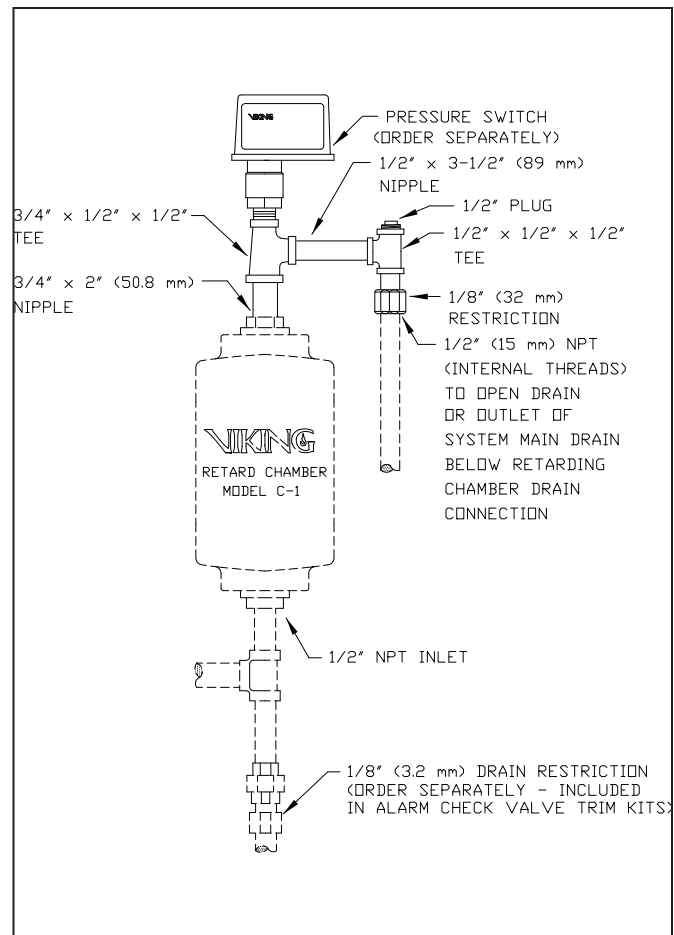 VIKING
PRESSURE SWITCH
(ORDER SEPARATELY)
1/2" x 3-1/2" (89 mm)
NIPPLE
3/4" x 1/2" x 1/2"
TEE
1/2" PLUG
1/2" x 1/2" x 1/2"
TEE
3/4" x 2" (50.8 mm)
NIPPLE
1/8" (32 mm)
RESTRICTION
1/2" (15 mm) NPT
(INTERNAL THREADS)
TO OPEN DRAIN
OR OUTLET OF
SYSTEM MAIN DRAIN
BELOW RETARDING
CHAMBER DRAIN
CONNECTION
VIKING
RETARD CHAMBER
MODEL C-1
1/2" NPT INLET
1/8" (3.2 mm) DRAIN RESTRICTION
(ORDER SEPARATELY - INCLUDED
IN ALARM CHECK VALVE TRIM KITS)